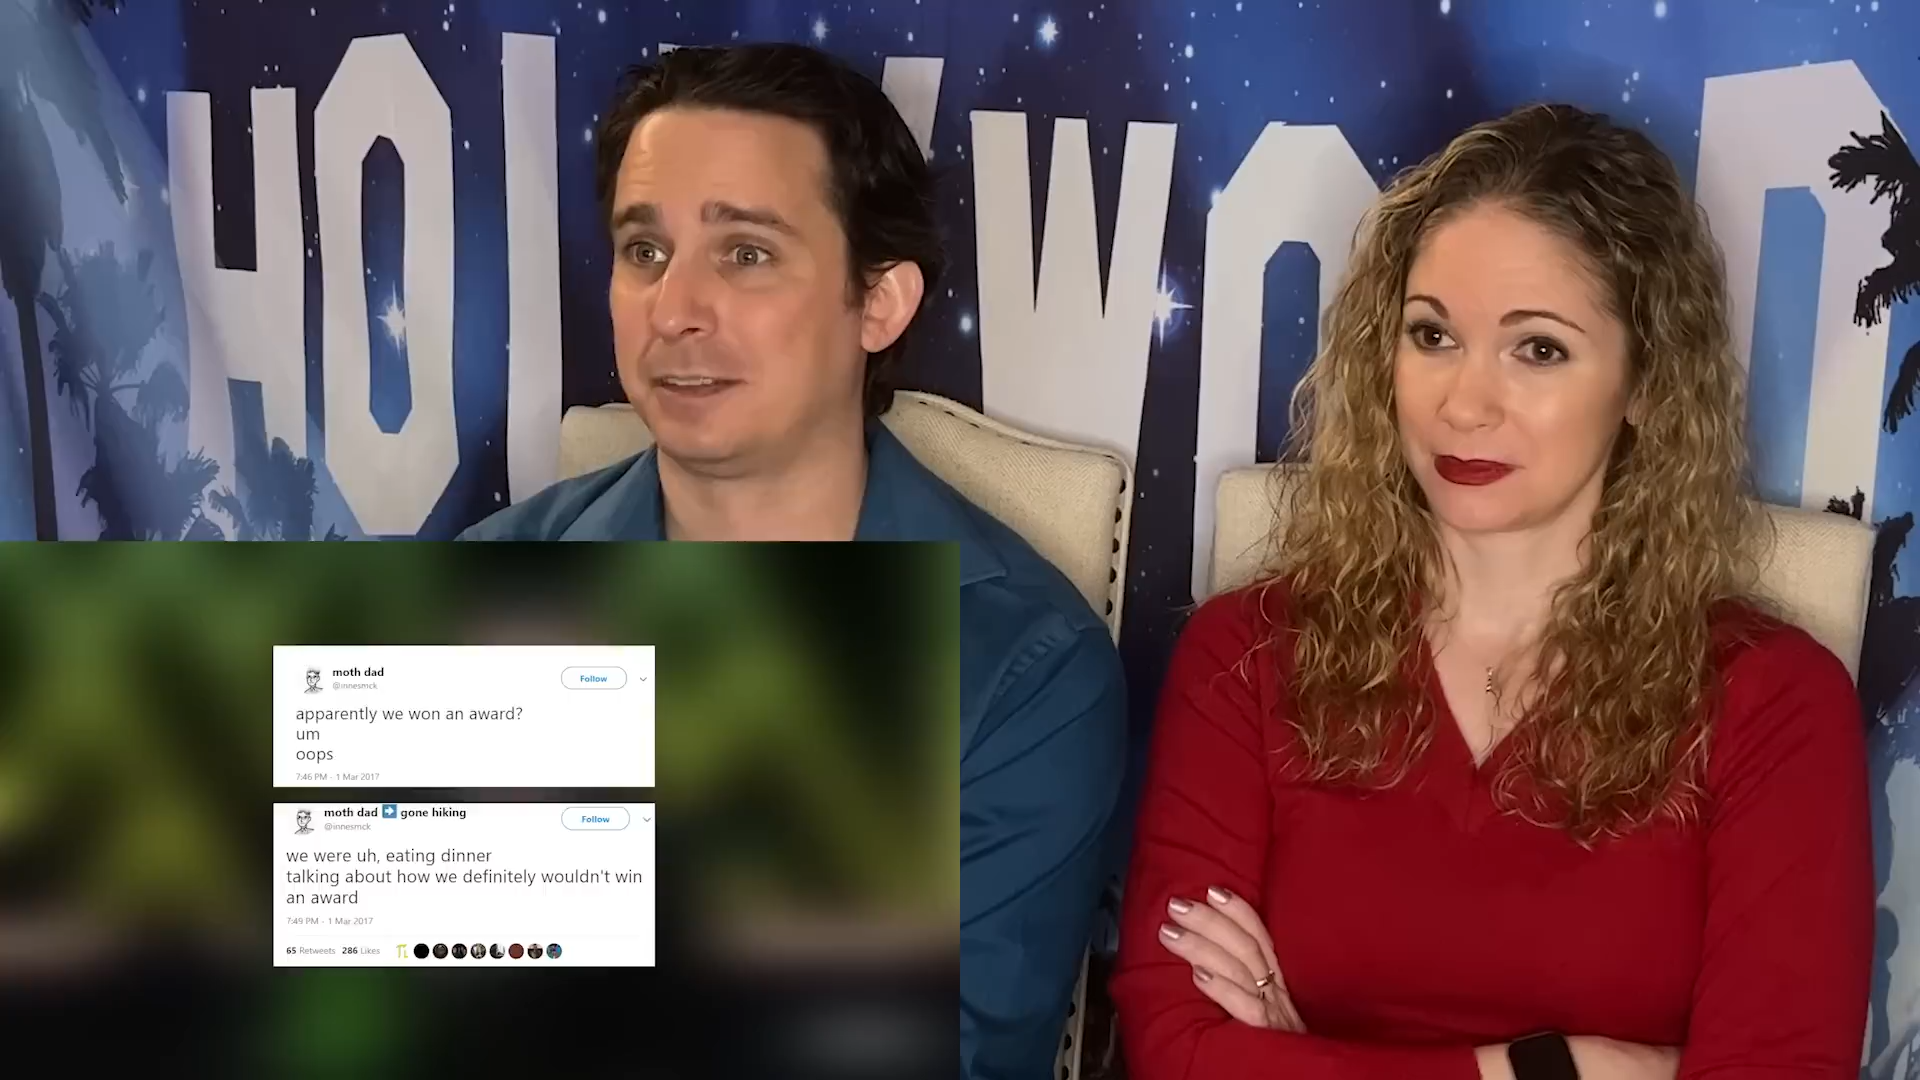 HOLLYWOOD
moth dad
@innesmck
Follow
apparently we won an award?
um
oops
7:46 PM - 1 Mar 2017
moth dad ➡ gone hiking
@innesmck
Follow
we were uh, eating dinner
talking about how we definitely wouldn't win
an award
7:49 PM - 1 Mar 2017
65 Retweets 286 Likes